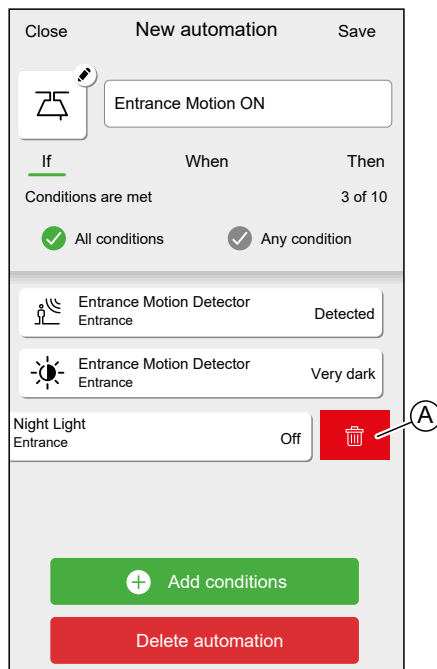 Close New automation Save
Entrance Motion ON
If When Then
Conditions are met 3 of 10
All conditions Any condition
Entrance Motion Detector
Entrance
Detected
Entrance Motion Detector
Entrance
Very dark
Night Light
Entrance
Off
A
Add conditions
Delete automation